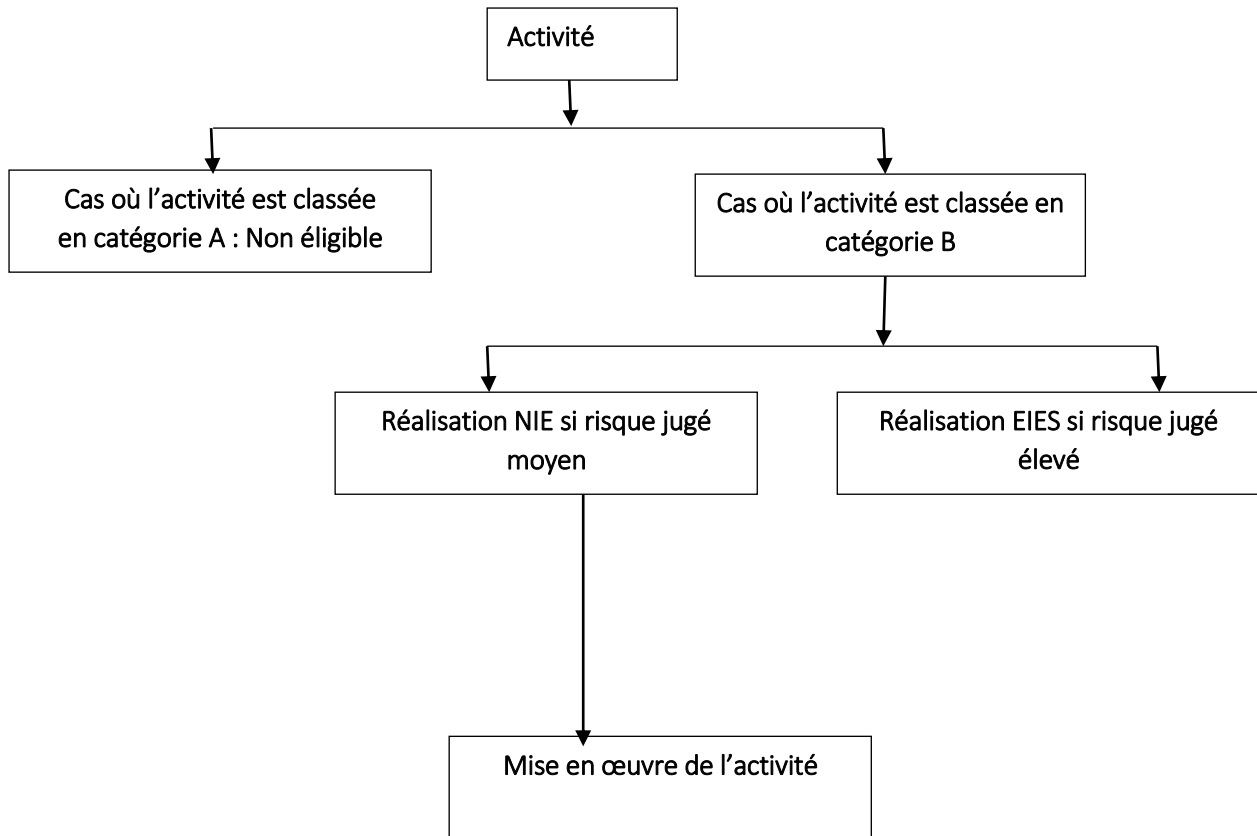 Activité
Cas où l’activité est classée
en catégorie A : Non éligible
Cas où l’activité est classée en
catégorie B
Réalisation NIE si risque jugé
moyen
Réalisation EIES si risque jugé
élevé
Mise en œuvre de l’activité